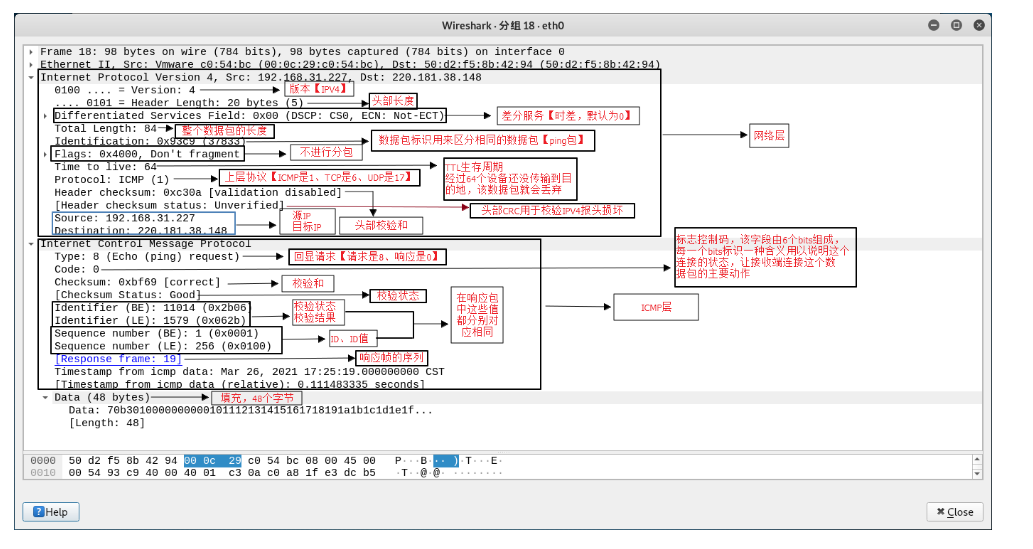 Wireshark · 分组 18 · eth0
Frame 18: 98 bytes on wire (784 bits), 98 bytes captured (784 bits) on interface 0
Ethernet II, Src: Vmware_c0:54:bc (00:0c:29:c0:54:bc), Dst: 50:d2:f5:8b:42:94 (50:d2:f5:8b:42:94)
Internet Protocol Version 4, Src: 192.168.31.227, Dst: 220.181.38.148
0100 .... = Version: 4
版本【IPV4】
.... 0101 = Header Length: 20 bytes (5)
头部长度
Differentiated Services Field: 0x00 (DSCP: CS0, ECN: Not-ECT)
差分服务【时差，默认为0】
Total Length: 84
整个数据包的长度
网络层
Identification: 0x93c9 (37833)
数据包标识用来区分相同的数据包【ping包】
Flags: 0x4000, Don't fragment
不进行分包
Time to live: 64
TTL生存周期
经过64个设备还没传输到目
的地，该数据包就会丢弃
Protocol: ICMP (1)
上层协议【ICMP是1、TCP是6、UDP是17】
Header checksum: 0xc30a [validation disabled]
[Header checksum status: Unverified]
头部CRC用于校验IPV4报头损坏
Source: 192.168.31.227
Destination: 220.181.38.148
源IP
目标IP
头部校验和
Internet Control Message Protocol
Type: 8 (Echo (ping) request)
回显请求【请求是8、响应是0】
标志控制码，该字段由6个bits组成，
每一个bits标识一种含义用以说明这个
连接的状态，让接收端连接这个数
据包的主要动作
Code: 0
Checksum: 0xbf69 [correct]
校验和
[Checksum Status: Good]
校验状态
Identifier (BE): 11014 (0x2b06)
Identifier (LE): 1579 (0x062b)
校验状态
校验结果
在响应包
中这些值
都分别对
应相同
ICMP层
Sequence number (BE): 1 (0x0001)
Sequence number (LE): 256 (0x0100)
ID、ID值
[Response frame: 19]
响应帧的序列
Timestamp from icmp data: Mar 26, 2021 17:25:19.000000000 CST
[Timestamp from icmp data (relative): 0.111483335 seconds]
Data (48 bytes)
填充，48个字节
Data: 70b301000000000010111213141516171819​1a1b1c1d1e1f...
[Length: 48]
0000 50 d2 f5 8b 42 94 00 0c 29 c0 54 bc 08 00 45 00 P···B··· )·T···E·
0010 00 54 93 c9 40 00 40 01 c3 0a c0 a8 1f e3 dc b5 ·T··@·@· ········
Help
Close